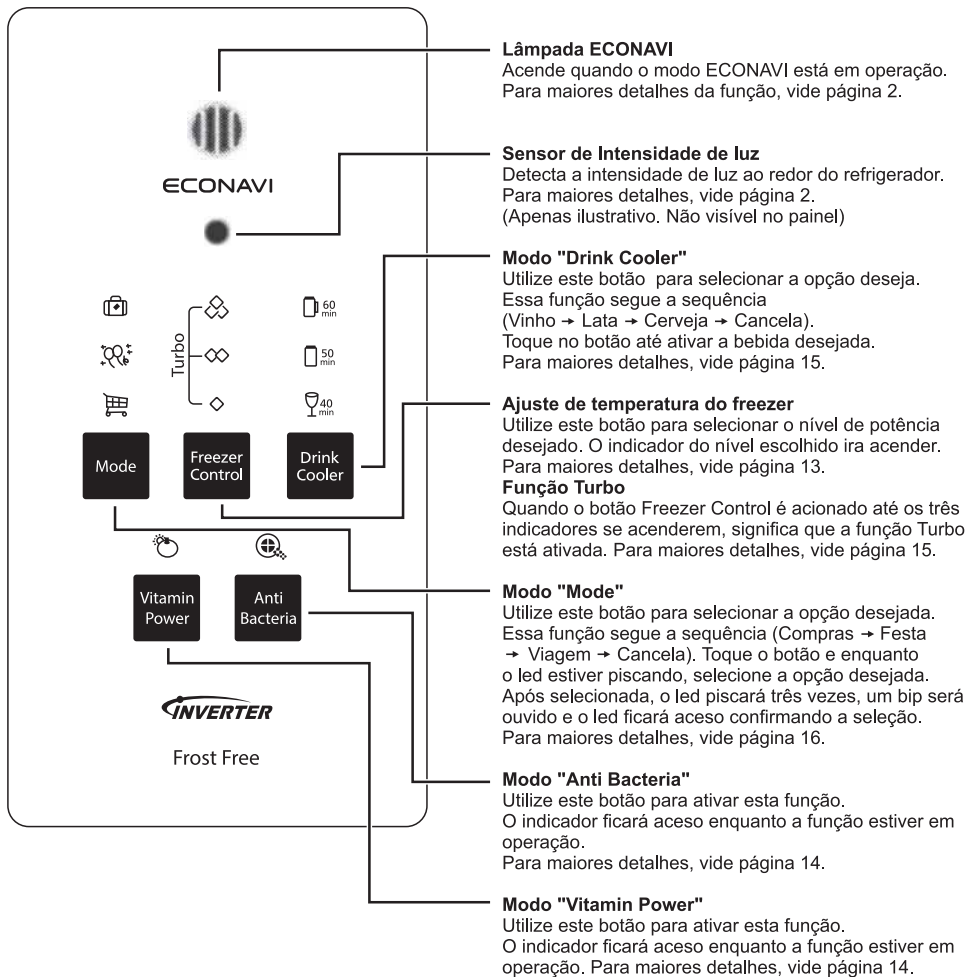 ECONAVI
Turbo
60
min
50
min
40
min
Mode
Freezer
Control
Drink
Cooler
Vitamin
Power
Anti
Bacteria
INVERTER
Frost Free
Lâmpada ECONAVI
Acende quando o modo ECONAVI está em operação.
Para maiores detalhes da função, vide página 2.
Sensor de Intensidade de luz
Detecta a intensidade de luz ao redor do refrigerador.
Para maiores detalhes, vide página 2.
(Apenas ilustrativo. Não visível no painel)
Modo "Drink Cooler"
Utilize este botão para selecionar a opção deseja.
Essa função segue a sequência
(Vinho → Lata → Cerveja → Cancela).
Toque no botão até ativar a bebida desejada.
Para maiores detalhes, vide página 15.
Ajuste de temperatura do freezer
Utilize este botão para selecionar o nível de potência
desejado. O indicador do nível escolhido ira acender.
Para maiores detalhes, vide página 13.
Função Turbo
Quando o botão Freezer Control é acionado até os três
indicadores se acenderem, significa que a função Turbo
está ativada. Para maiores detalhes, vide página 15.
Modo "Mode"
Utilize este botão para selecionar a opção desejada.
Essa função segue a sequência (Compras → Festa
→ Viagem → Cancela). Toque o botão e enquanto
o led estiver piscando, selecione a opção desejada.
Após selecionada, o led piscará três vezes, um bip será
ouvido e o led ficará aceso confirmando a seleção.
Para maiores detalhes, vide página 16.
Modo "Anti Bacteria"
Utilize este botão para ativar esta função.
O indicador ficará aceso enquanto a função estiver em
operação.
Para maiores detalhes, vide página 14.
Modo "Vitamin Power"
Utilize este botão para ativar esta função.
O indicador ficará aceso enquanto a função estiver em
operação. Para maiores detalhes, vide página 14.